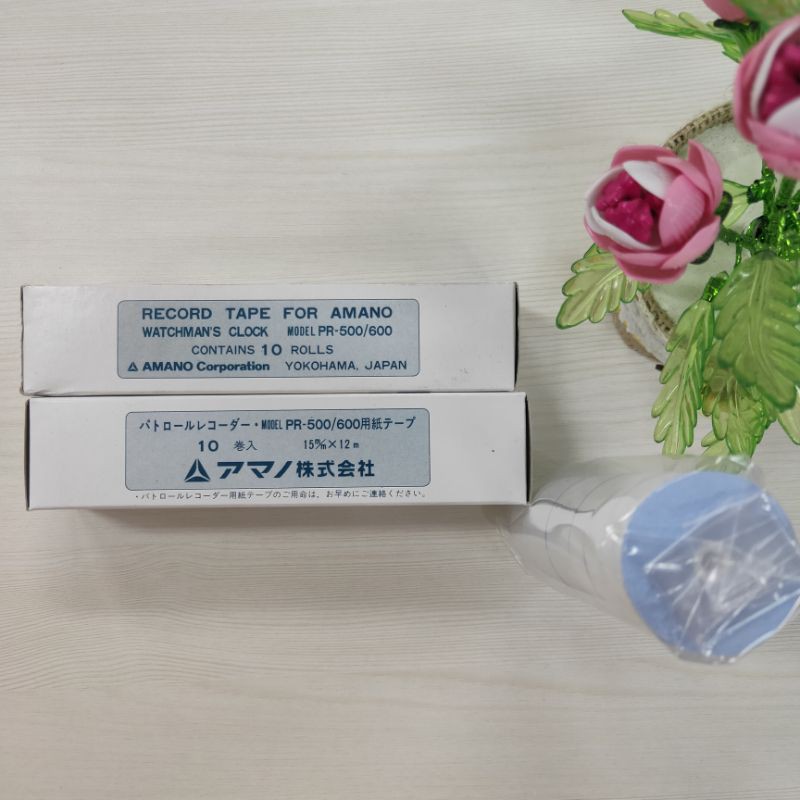 RECORD TAPE FOR AMANO
WATCHMAN'S CLOCK MODEL PR-500/600
CONTAINS 10 ROLLS
AMANO Corporation YOKOHAMA, JAPAN
パトロールレコーダー・MODEL PR-500/600用紙テープ
10 巻入 15㎜×12m
アマノ株式会社
・パトロールレコーダー用紙テープのご用命は、お早めにご連絡ください。